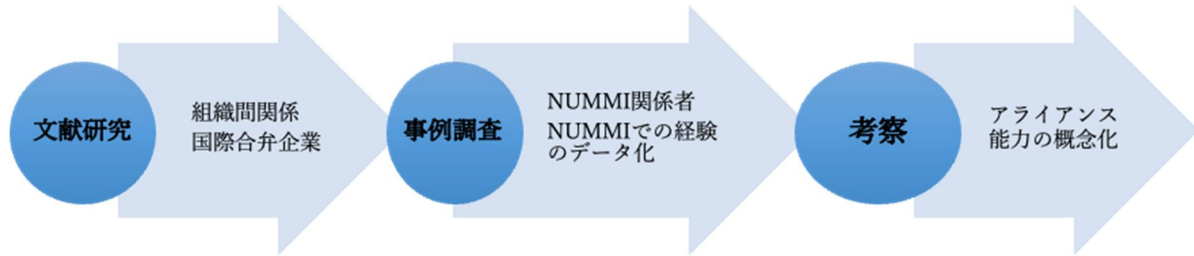 文献研究
組織間関係
国際合弁企業
事例調査
NUMMI関係者
NUMMIでの経験
のデータ化
考察
アライアンス
能力の概念化